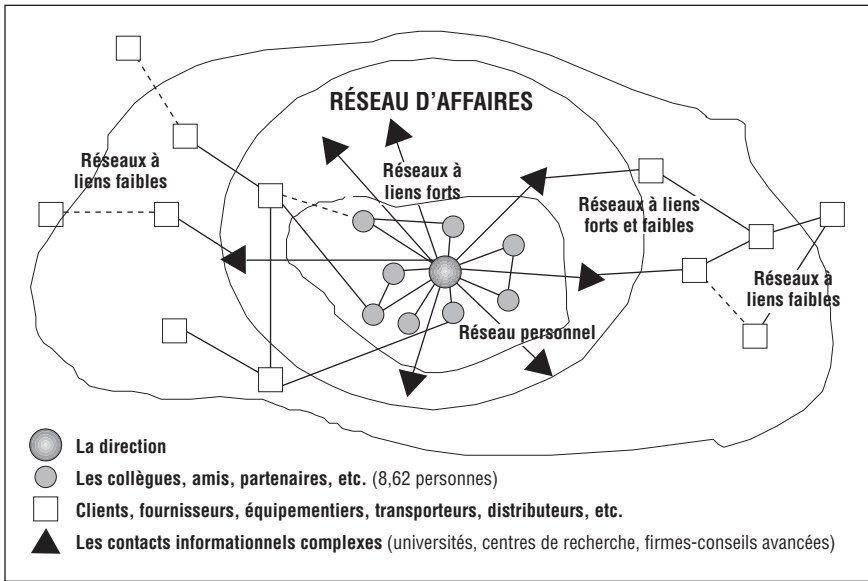 RÉSEAU D'AFFAIRES
Réseaux à
liens faibles
Réseaux à
liens forts
Réseaux à liens
forts et faibles
Réseaux à
liens faibles
Réseau personnel
La direction
Les collègues, amis, partenaires, etc. (8,62 personnes)
Clients, fournisseurs, équipementiers, transporteurs, distributeurs, etc.
Les contacts informationnels complexes (universités, centres de recherche, firmes-conseils avancées)